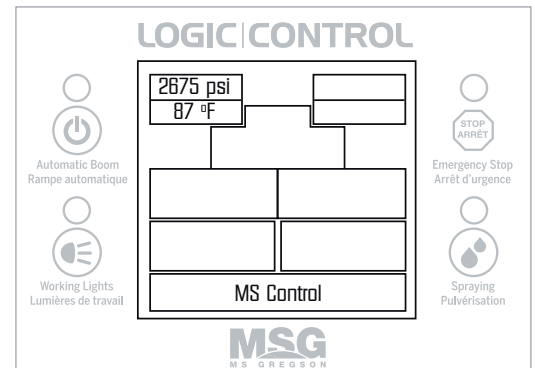 LOGIC|CONTROL
2675 psi
87 ºF
STOP
ARRÊT
Automatic Boom
Rampe automatique
Emergency Stop
Arrêt d'urgence
Working Lights
Lumières de travail
Spraying
Pulvérisation
MS Control
MSG
MS GREGSON